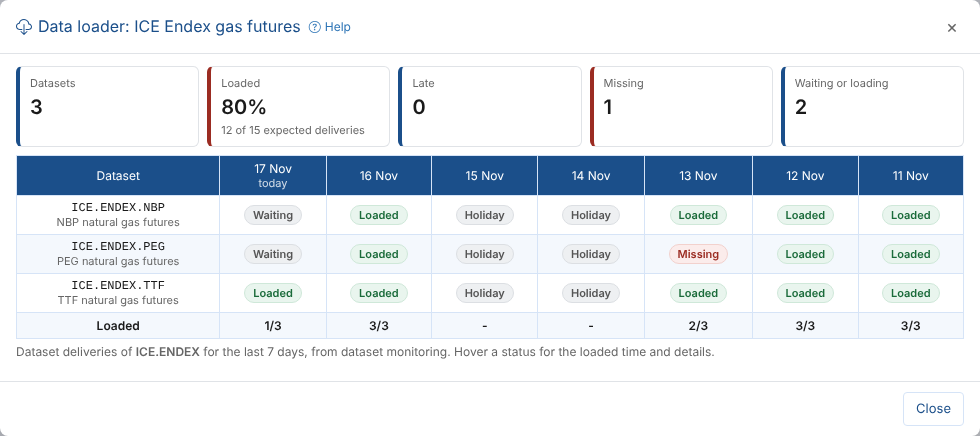 Data loader: ICE Endex gas futures
? Help
×
Datasets
3
Loaded
80%
12 of 15 expected deliveries
Late
0
Missing
1
Waiting or loading
2
Dataset 17 Nov today 16 Nov 15 Nov 14 Nov 13 Nov 12 Nov 11 Nov
ICE.ENDEX.NBP
NBP natural gas futures
Waiting Loaded Holiday Holiday Loaded Loaded Loaded
ICE.ENDEX.PEG
PEG natural gas futures
Waiting Loaded Holiday Holiday Missing Loaded Loaded
ICE.ENDEX.TTF
TTF natural gas futures
Loaded Loaded Holiday Holiday Loaded Loaded Loaded
Loaded 1/3 3/3 - - 2/3 3/3 3/3
Dataset deliveries of ICE.ENDEX for the last 7 days, from dataset monitoring. Hover a status for the loaded time and details.
Close